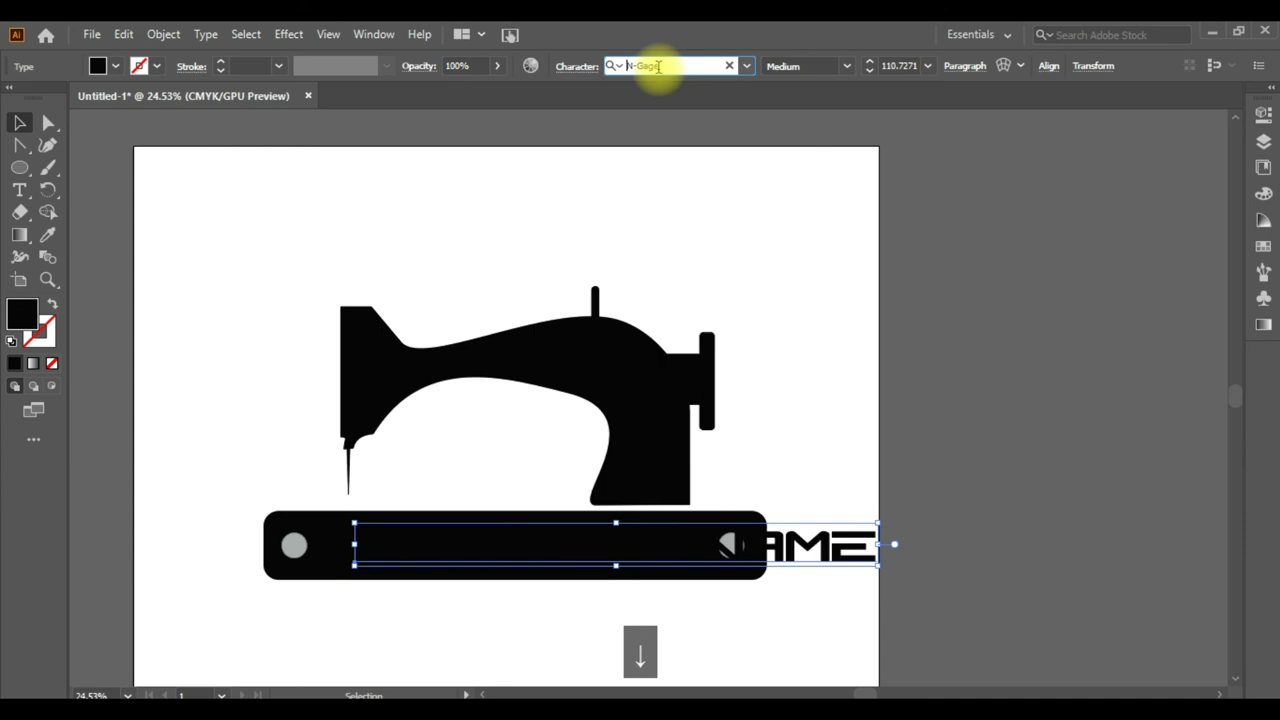 Ai File Edit Object Type Select Effect View Window Help Essentials Search Adobe Stock
Type Stroke: Opacity: 100% Character: N-Gage Medium 110.7271 Paragraph Align Transform
Untitled-1* @ 24.53% (CMYK/GPU Preview)
AME
↓
24.53% 1 Selection